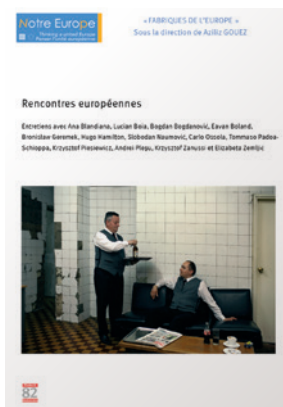 Notre Europe
« FABRIQUES DE L'EUROPE »
Sous la direction de Aziliz GOUEZ
Rencontres européennes
Entretiens avec Ana Blandiana, Lucian Boia, Bogdan Bogdanović, Eavan Boland,
Bronislaw Geremek, Hugo Hamilton, Slobodan Naumović, Carlo Ossola, Tommaso Padoa-
Schioppa, Krzysztof Piesiewicz, Andrei Pleşu, Krzysztof Zanussi et Elizabeta Zemljič
82